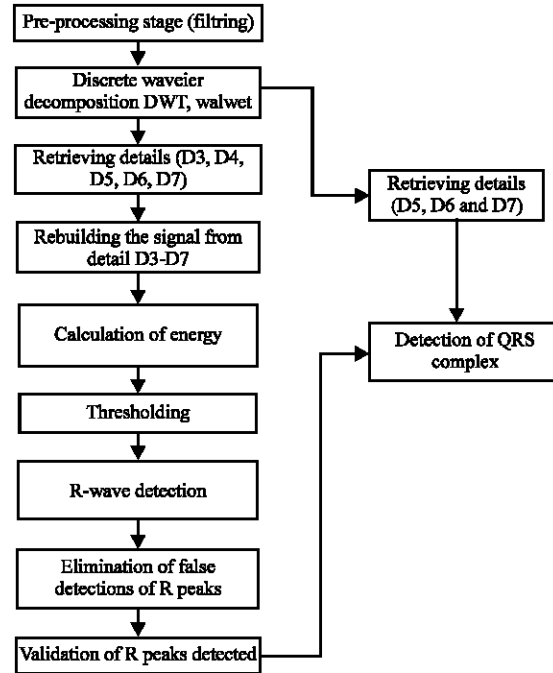 Pre-processing stage (filtring)
Discrete waveier
decomposition DWT, walwet
Retrieving details (D3, D4,
D5, D6, D7)
Rebuilding the signal from
detail D3-D7
Calculation of energy
Thresholding
R-wave detection
Elimination of false
detections of R peaks
Validation of R peaks detected
Retrieving details
(D5, D6 and D7)
Detection of QRS
complex